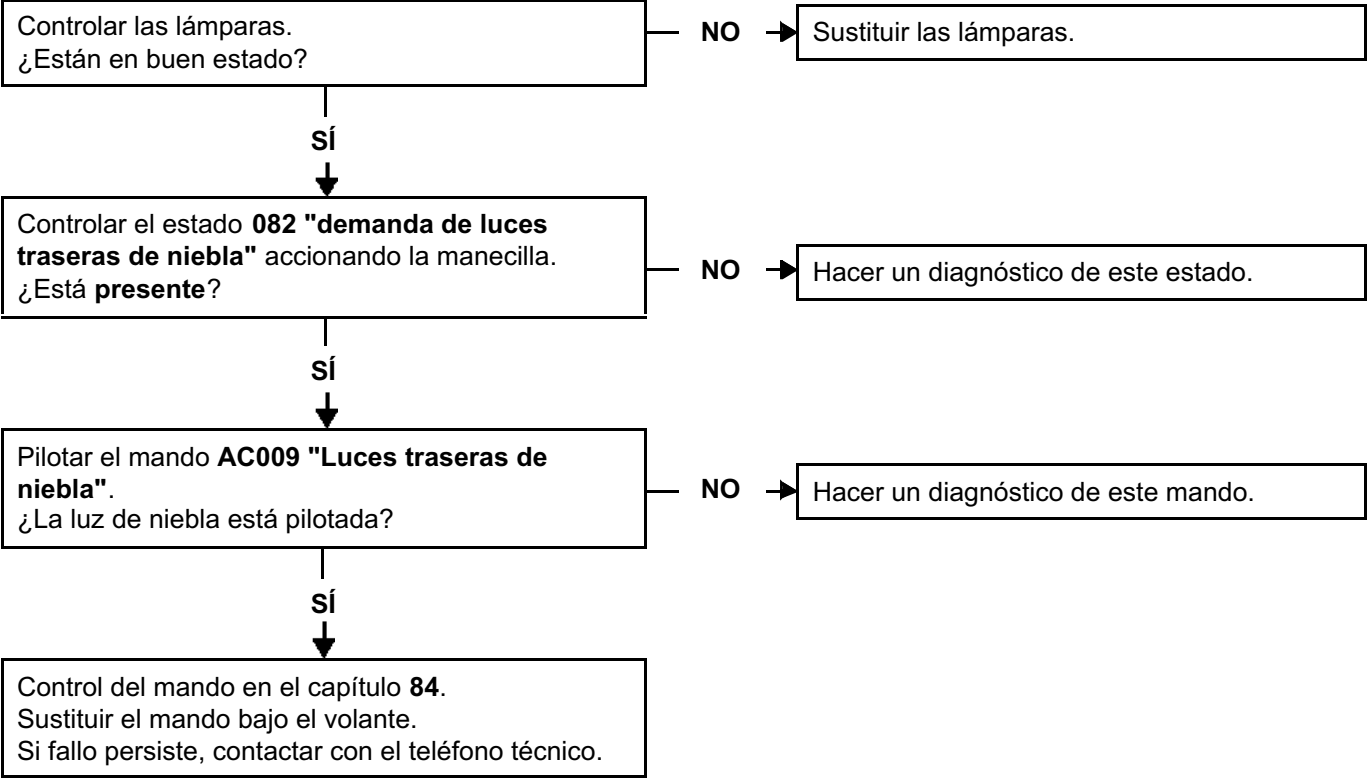 Controlar las lámparas.
¿Están en buen estado?
NO
Sustituir las lámparas.
SÍ
Controlar el estado 082 "demanda de luces
traseras de niebla" accionando la manecilla.
¿Está presente?
NO
Hacer un diagnóstico de este estado.
SÍ
Pilotar el mando AC009 "Luces traseras de
niebla".
¿La luz de niebla está pilotada?
NO
Hacer un diagnóstico de este mando.
SÍ
Control del mando en el capítulo 84.
Sustituir el mando bajo el volante.
Si fallo persiste, contactar con el teléfono técnico.